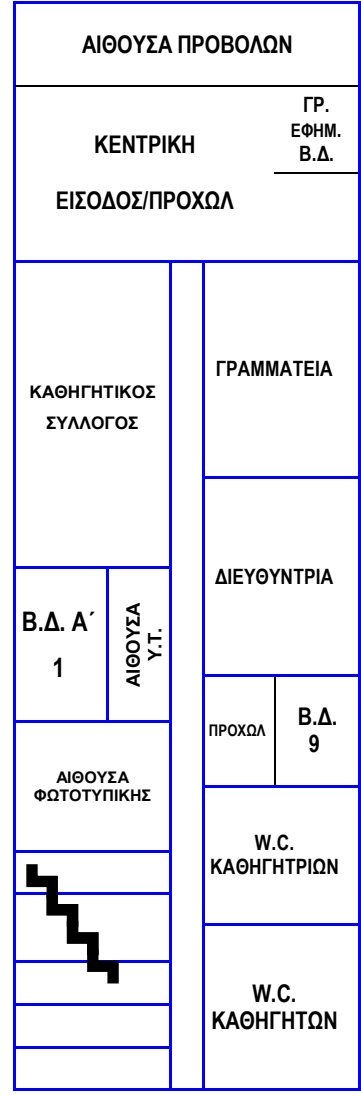 ΑΙΘΟΥΣΑ ΠΡΟΒΟΛΩΝ
ΓΡ.
ΕΦΗΜ.
Β.Δ.
ΚΕΝΤΡΙΚΗ
ΕΙΣΟΔΟΣ/ΠΡΟΧΩΛ
ΚΑΘΗΓΗΤΙΚΟΣ
ΣΥΛΛΟΓΟΣ
ΓΡΑΜΜΑΤΕΙΑ
ΔΙΕΥΘΥΝΤΡΙΑ
Β.Δ. Α΄
1
ΑΙΘΟΥΣΑ
Υ.Τ.
ΠΡΟΧΩΛ
Β.Δ.
9
ΑΙΘΟΥΣΑ
ΦΩΤΟΤΥΠΙΚΗΣ
W.C.
ΚΑΘΗΓΗΤΡΙΩΝ
W.C.
ΚΑΘΗΓΗΤΩΝ